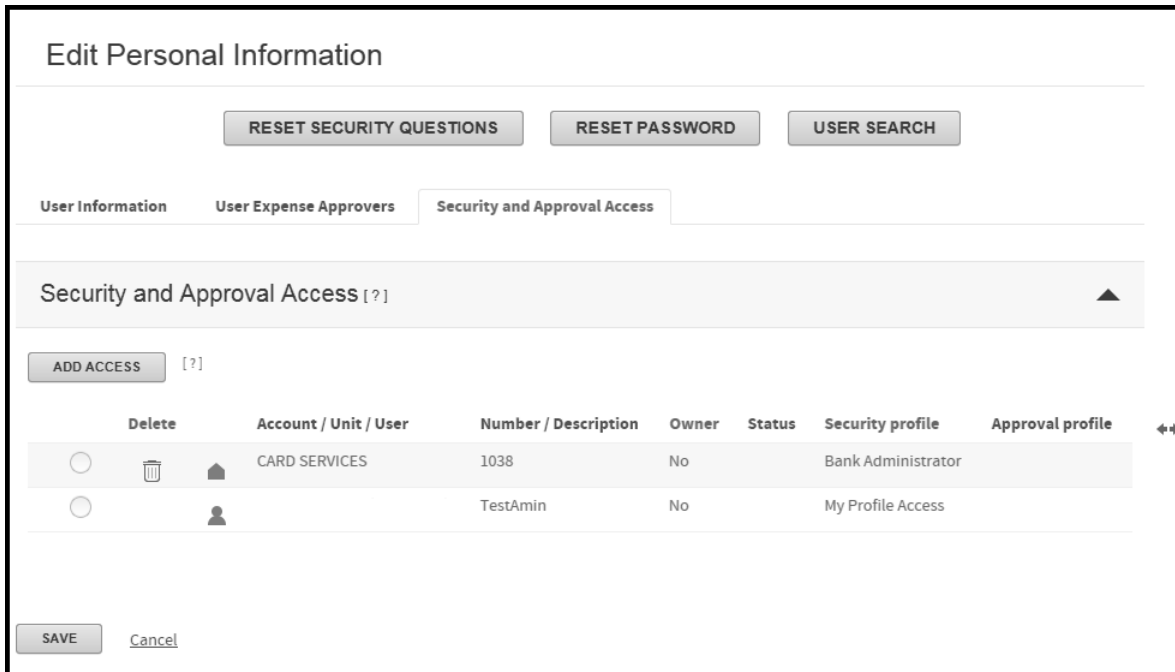 Edit Personal Information
RESET SECURITY QUESTIONS RESET PASSWORD USER SEARCH
User Information User Expense Approvers Security and Approval Access
Security and Approval Access [ ? ]
ADD ACCESS [ ? ]
Delete Account / Unit / User Number / Description Owner Status Security profile Approval profile
CARD SERVICES 1038 No Bank Administrator
TestAmin No My Profile Access
SAVE Cancel